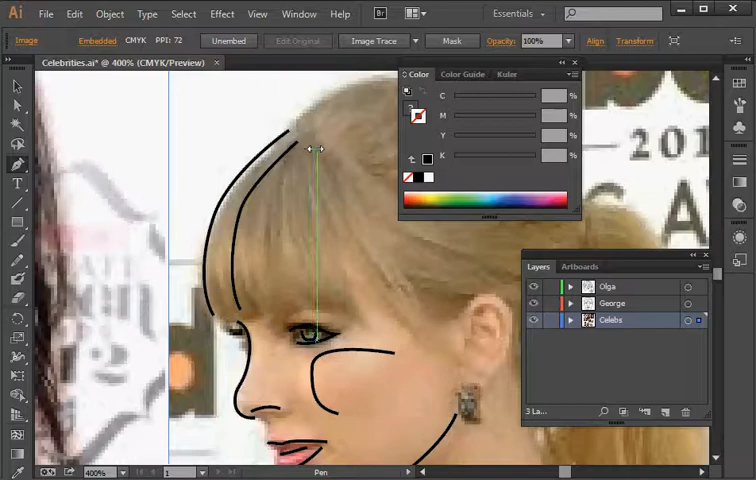 Ai
File Edit Object Type Select Effect View Window Help Br Essentials
Image Embedded CMYK PPI: 72 Unembed Edit Original Image Trace Mask Opacity: 100% Align Transform
Celebrities.ai* @ 400% (CMYK/Preview)
Color Color Guide Kuler
C %
M %
Y %
K %
201
Layers Artboards
Olga
George
Celebs
3 La...
400% 1 Pen